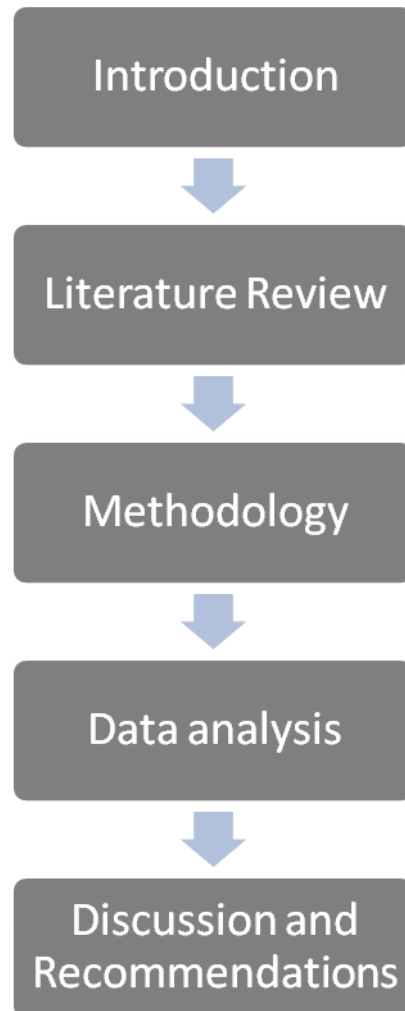 Introduction
Literature Review
Methodology
Data analysis
Discussion and
Recommendations